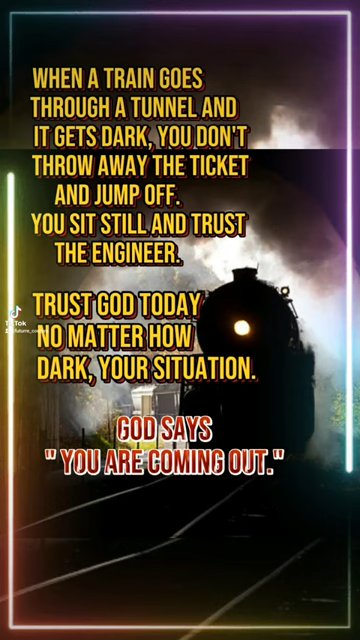 WHEN A TRAIN GOES
THROUGH A TUNNEL AND
IT GETS DARK, YOU DON'T
THROW AWAY THE TICKET
AND JUMP OFF.
YOU SIT STILL AND TRUST
THE ENGINEER.
TRUST GOD TODAY
NO MATTER HOW
DARK, YOUR SITUATION.
GOD SAYS
" YOU ARE COMING OUT."